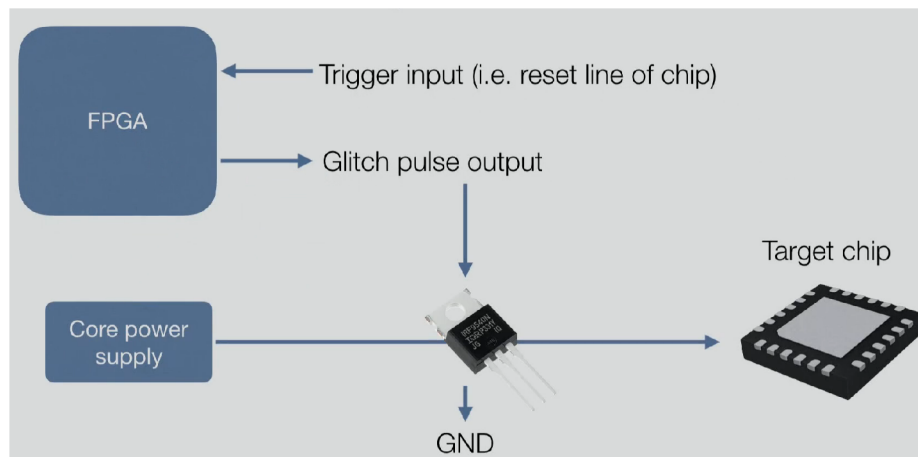 FPGA
Trigger input (i.e. reset line of chip)
Glitch pulse output
Target chip
Core power
supply
GND